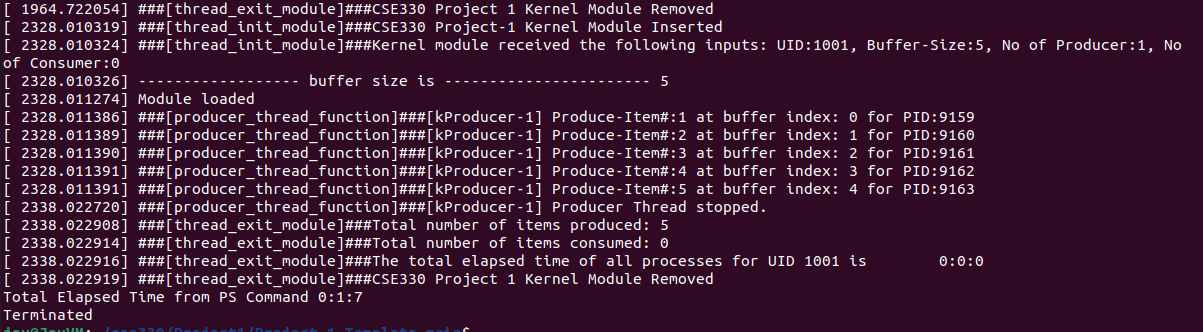 [ 1964.722054] ###[thread_exit_module]###CSE330 Project 1 Kernel Module Removed
[ 2328.010319] ###[thread_init_module]###CSE330 Project-1 Kernel Module Inserted
[ 2328.010324] ###[thread_init_module]###Kernel module received the following inputs: UID:1001, Buffer-Size:5, No of Producer:1, No
of Consumer:0
[ 2328.010326] ------------------ buffer size is ----------------------- 5
[ 2328.011274] Module loaded
[ 2328.011386] ###[producer_thread_function]###[kProducer-1] Produce-Item#:1 at buffer index: 0 for PID:9159
[ 2328.011389] ###[producer_thread_function]###[kProducer-1] Produce-Item#:2 at buffer index: 1 for PID:9160
[ 2328.011390] ###[producer_thread_function]###[kProducer-1] Produce-Item#:3 at buffer index: 2 for PID:9161
[ 2328.011391] ###[producer_thread_function]###[kProducer-1] Produce-Item#:4 at buffer index: 3 for PID:9162
[ 2328.011391] ###[producer_thread_function]###[kProducer-1] Produce-Item#:5 at buffer index: 4 for PID:9163
[ 2338.022720] ###[producer_thread_function]###[kProducer-1] Producer Thread stopped.
[ 2338.022908] ###[thread_exit_module]###Total number of items produced: 5
[ 2338.022914] ###[thread_exit_module]###Total number of items consumed: 0
[ 2338.022916] ###[thread_exit_module]###The total elapsed time of all processes for UID 1001 is        0:0:0
[ 2338.022919] ###[thread_exit_module]###CSE330 Project 1 Kernel Module Removed
Total Elapsed Time from PS Command 0:1:7
Terminated